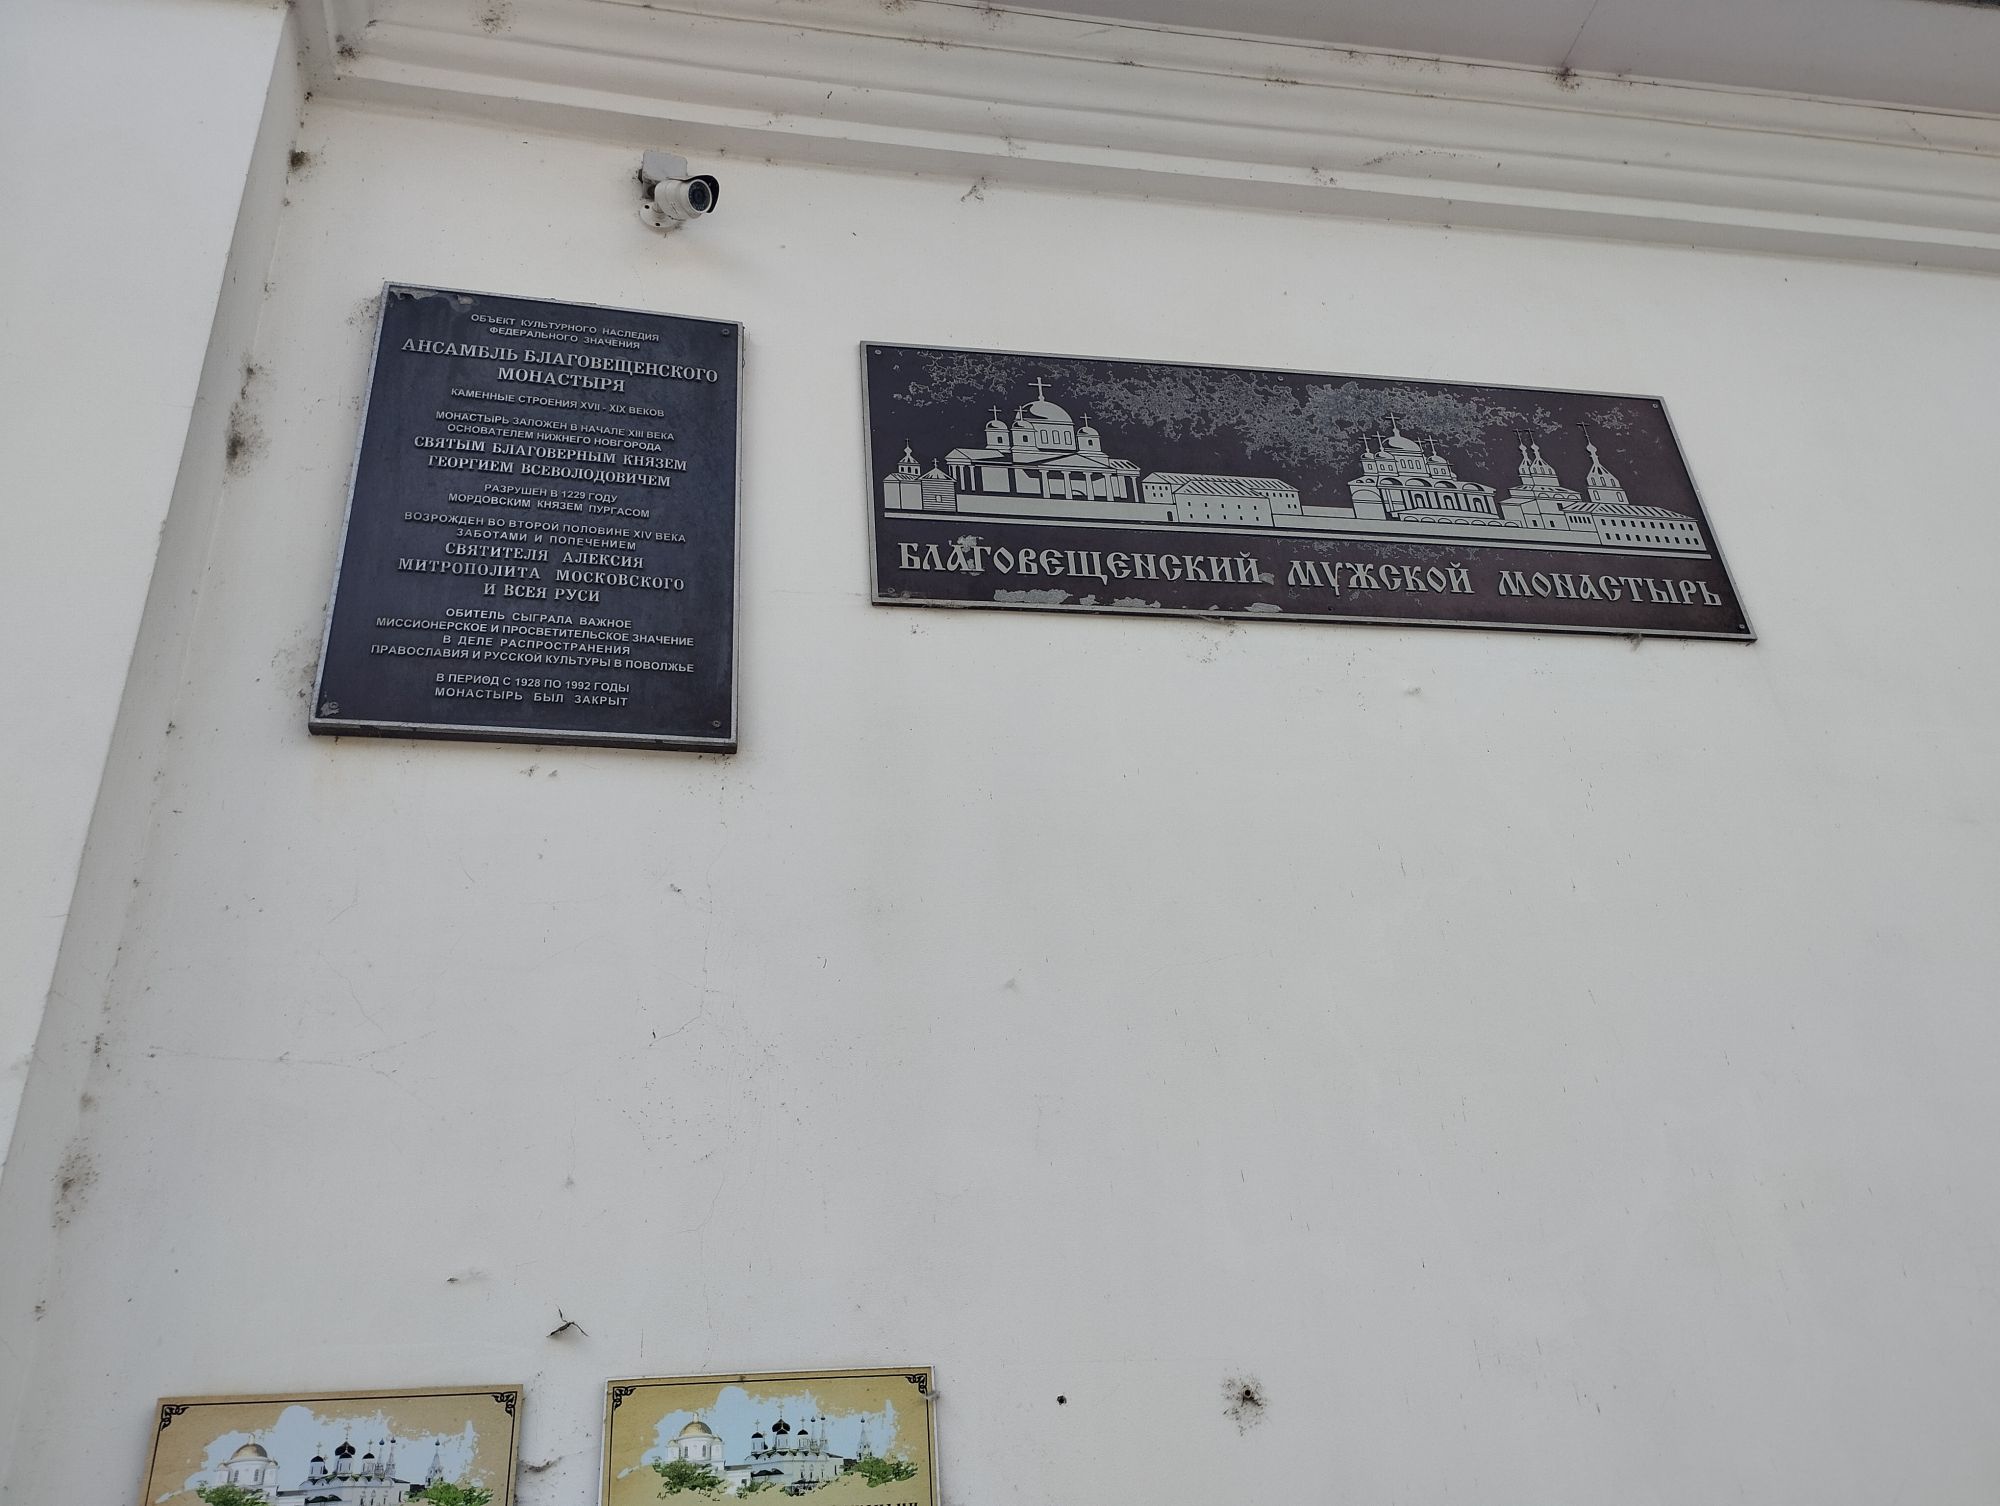 ОБЪЕКТ КУЛЬТУРНОГО НАСЛЕДИЯ
ФЕДЕРАЛЬНОГО ЗНАЧЕНИЯ
АНСАМБЛЬ БЛАГОВЕЩЕНСКОГО
МОНАСТЫРЯ
КАМЕННЫЕ СТРОЕНИЯ XVII - XIX ВЕКОВ
МОНАСТЫРЬ ЗАЛОЖЕН В НАЧАЛЕ XIII ВЕКА
ОСНОВАТЕЛЕМ НИЖНЕГО НОВГОРОДА
СВЯТЫМ БЛАГОВЕРНЫМ КНЯЗЕМ
ГЕОРГИЕМ ВСЕВОЛОДОВИЧЕМ
РАЗРУШЕН В 1229 ГОДУ
МОРДОВСКИМ КНЯЗЕМ ПУРГАСОМ
ВОЗРОЖДЕН ВО ВТОРОЙ ПОЛОВИНЕ XIV ВЕКА
ЗАБОТАМИ И ПОПЕЧЕНИЕМ
СВЯТИТЕЛЯ АЛЕКСИЯ
МИТРОПОЛИТА МОСКОВСКОГО
И ВСЕЯ РУСИ
ОБИТЕЛЬ СЫГРАЛА ВАЖНОЕ
МИССИОНЕРСКОЕ И ПРОСВЕТИТЕЛЬСКОЕ ЗНАЧЕНИЕ
В ДЕЛЕ РАСПРОСТРАНЕНИЯ
ПРАВОСЛАВИЯ И РУССКОЙ КУЛЬТУРЫ В ПОВОЛЖЬЕ
В ПЕРИОД С 1928 ПО 1992 ГОДЫ
МОНАСТЫРЬ БЫЛ ЗАКРЫТ
БЛАГОВЕЩЕНСКИЙ МУЖСКОЙ МОНАСТЫРЬ